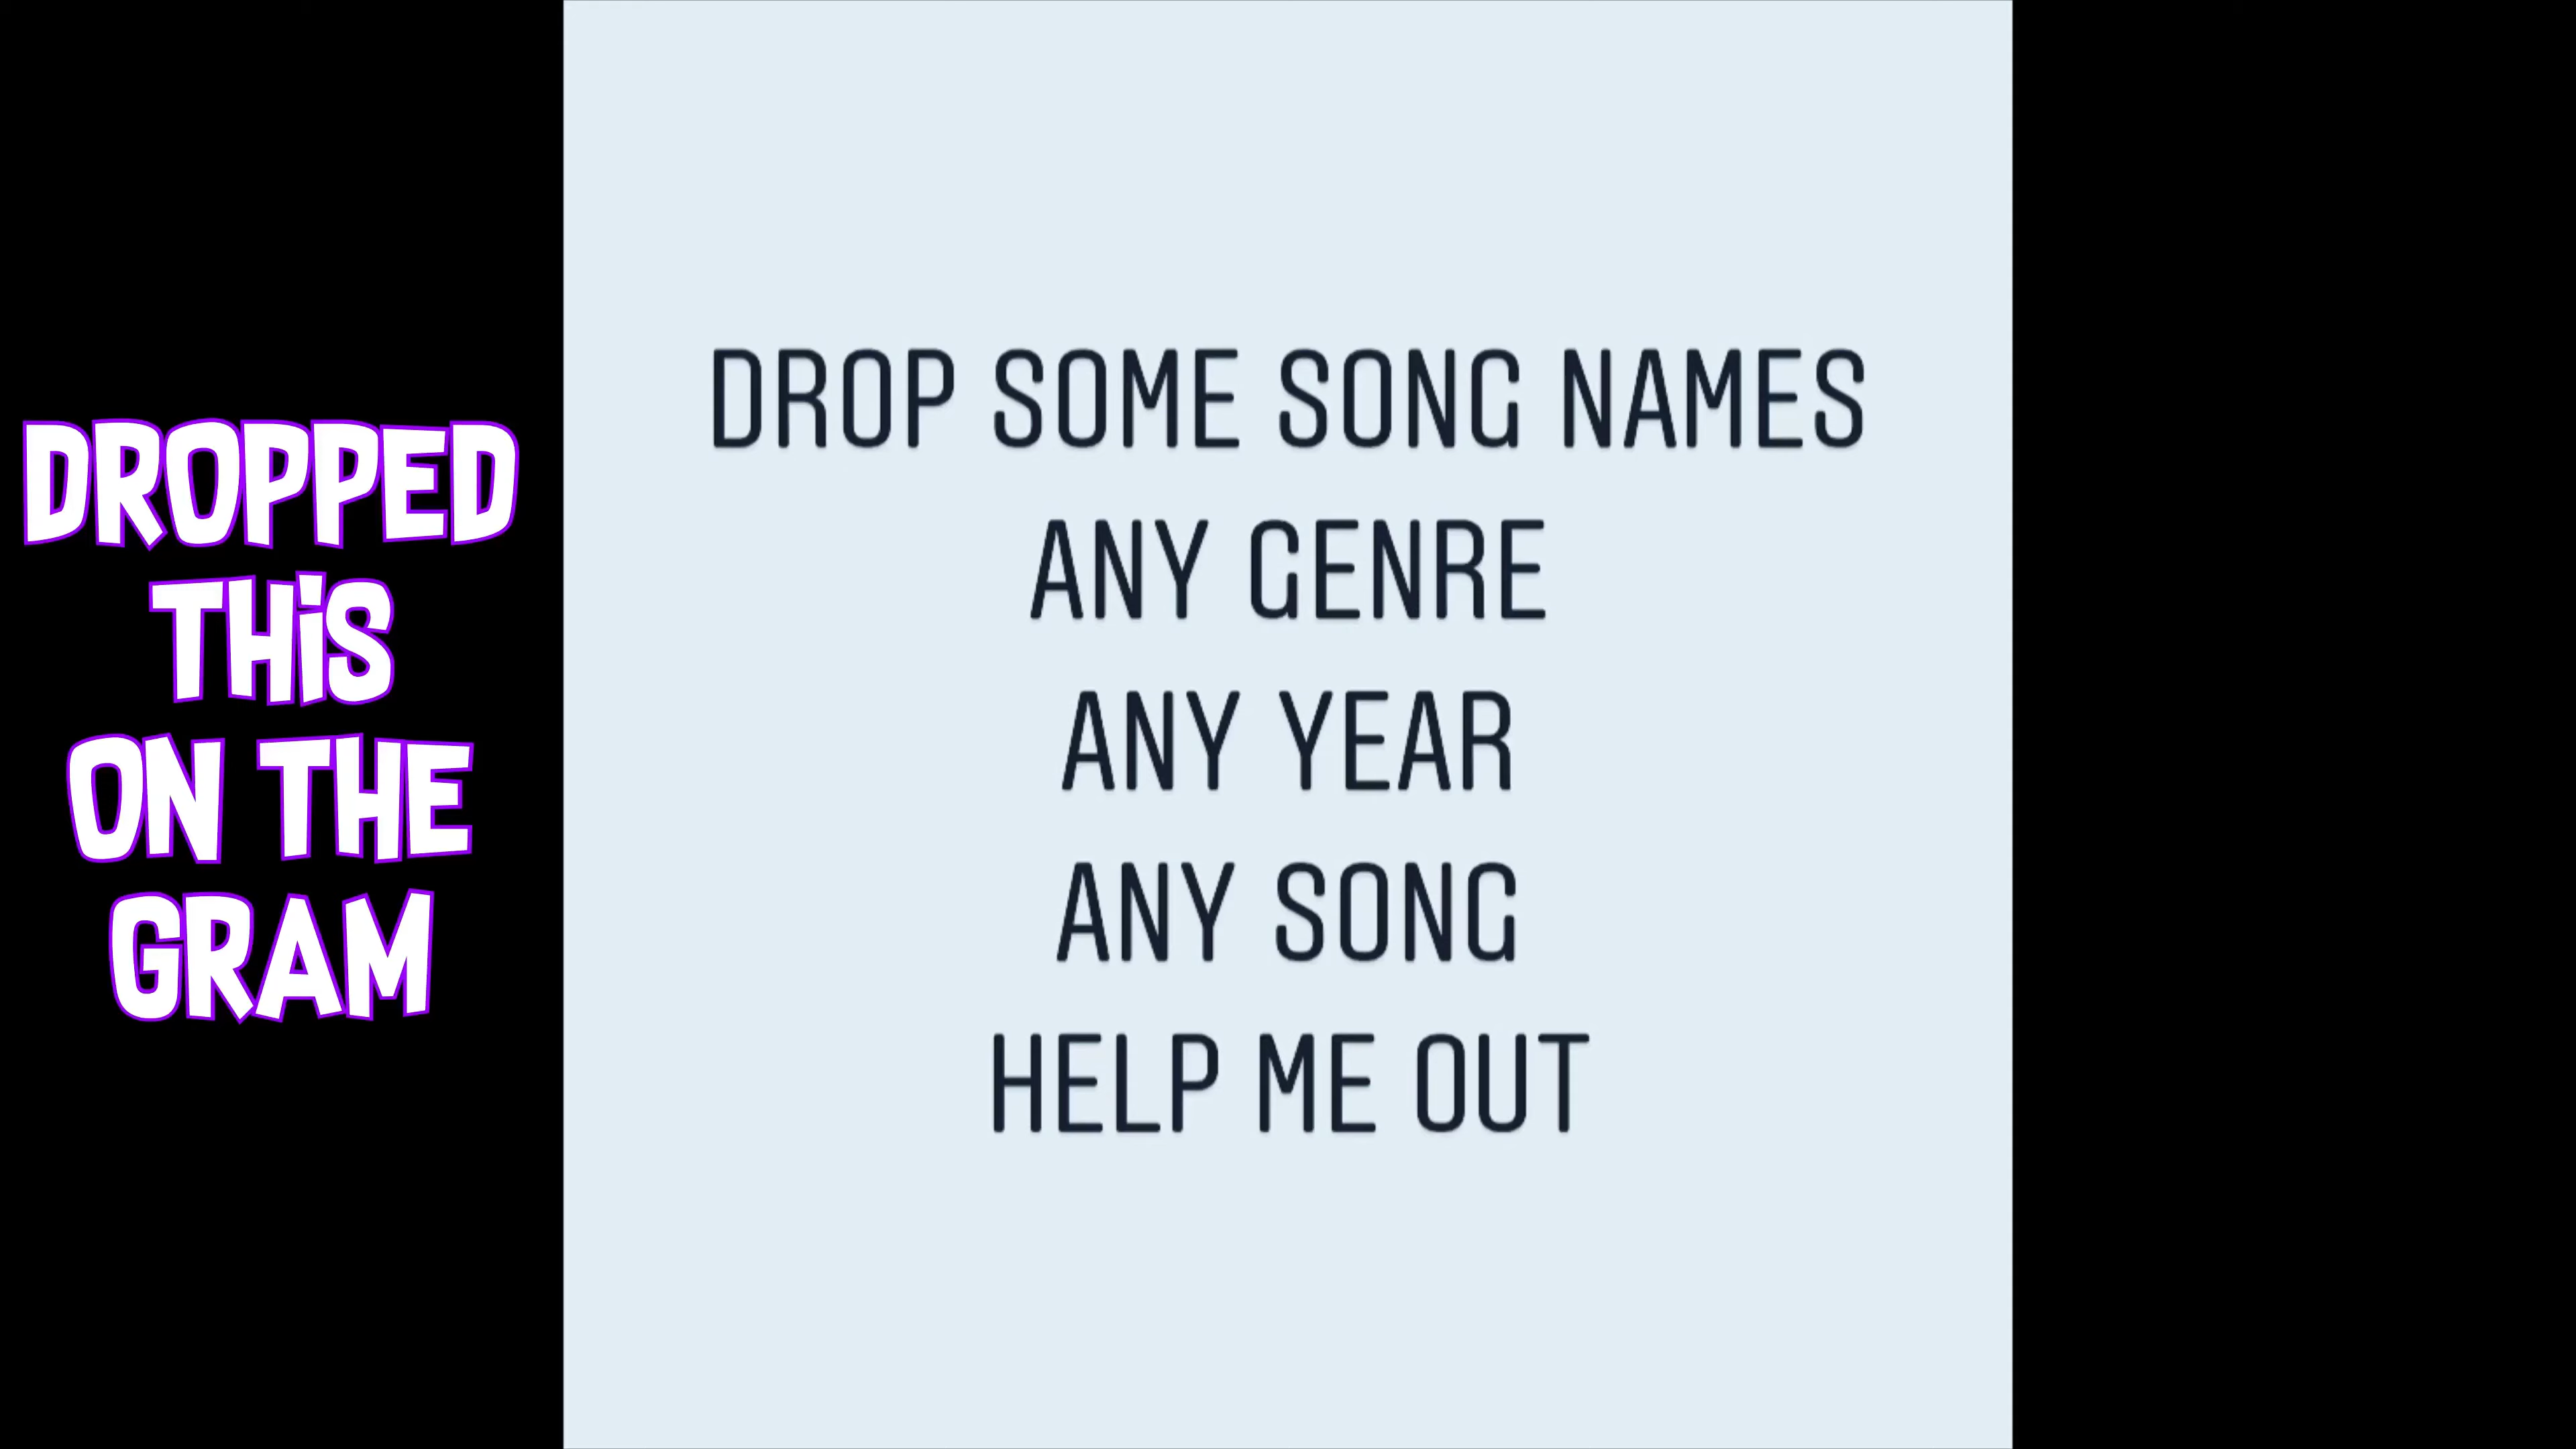 DROPPED
THIS
ON THE
GRAM
DROP SOME SONG NAMES
ANY GENRE
ANY YEAR
ANY SONG
HELP ME OUT